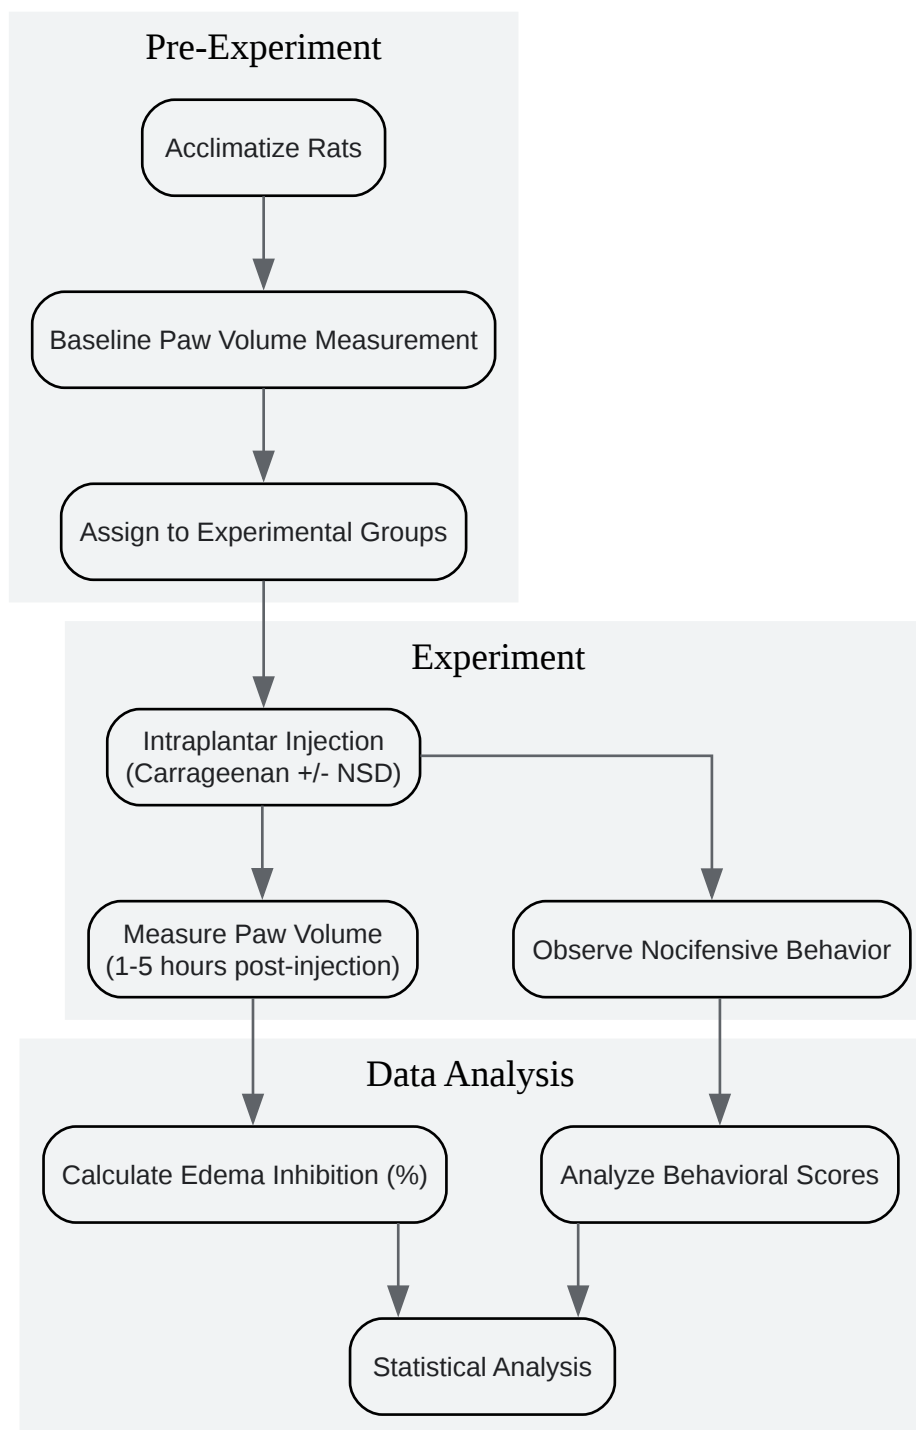 Pre-Experiment
Acclimatize Rats
Baseline Paw Volume Measurement
Assign to Experimental Groups
Experiment
Intraplantar Injection
(Carrageenan +/- NSD)
Measure Paw Volume
(1-5 hours post-injection)
Observe Nocifensive Behavior
Data Analysis
Calculate Edema Inhibition (%)
Analyze Behavioral Scores
Statistical Analysis